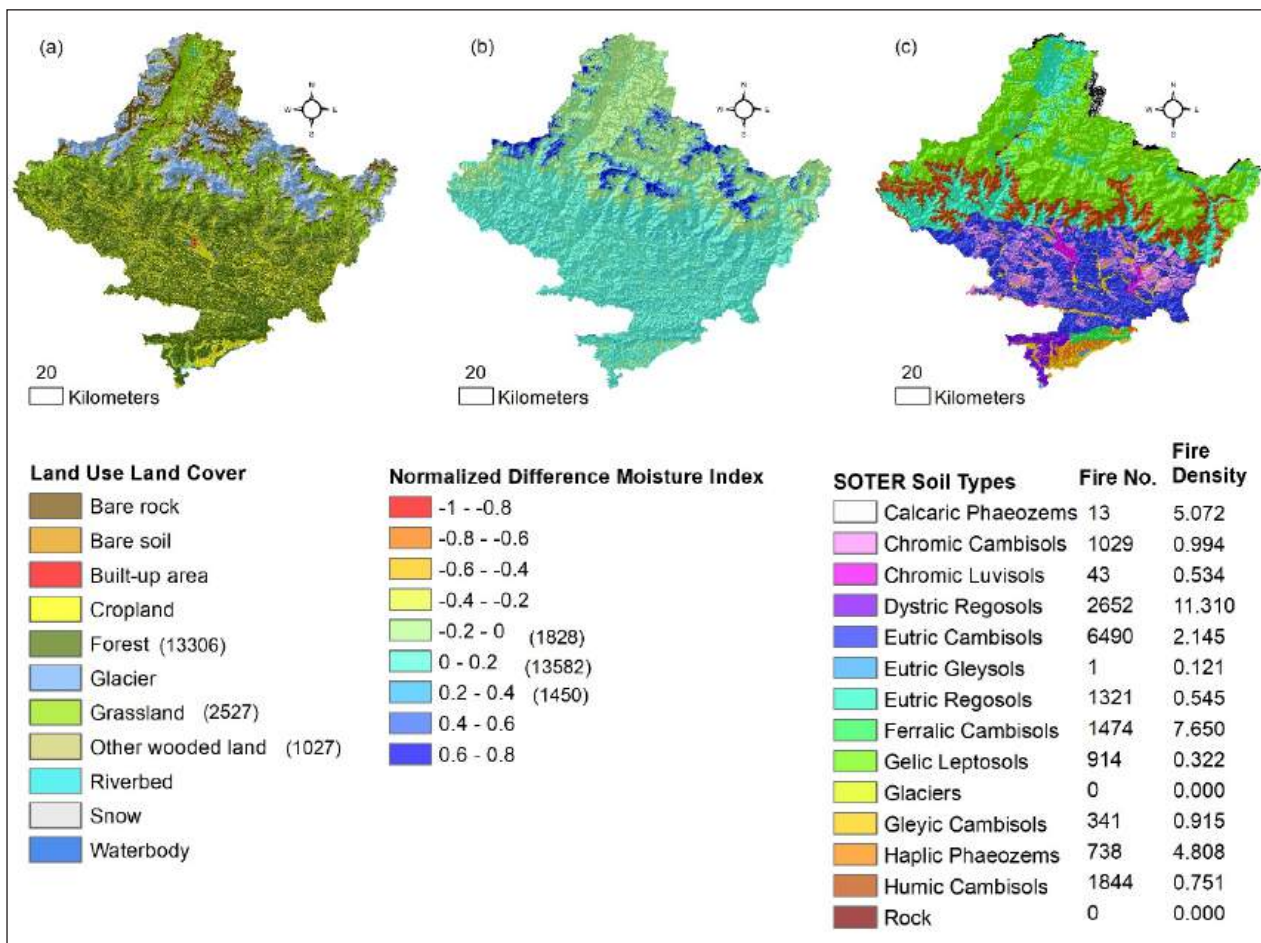 (a)
N
W E
S
20
Kilometers
(b)
N
W E
S
20
Kilometers
(c)
N
W E
S
20
Kilometers
Land Use Land Cover
Bare rock
Bare soil
Built-up area
Cropland
Forest (13306)
Glacier
Grassland (2527)
Other wooded land (1027)
Riverbed
Snow
Waterbody
Normalized Difference Moisture Index
-1 - -0.8
-0.8 - -0.6
-0.6 - -0.4
-0.4 - -0.2
-0.2 - 0 (1828)
0 - 0.2 (13582)
0.2 - 0.4 (1450)
0.4 - 0.6
0.6 - 0.8
SOTER Soil Types Fire No. Fire Density
Calcaric Phaeozems 13 5.072
Chromic Cambisols 1029 0.994
Chromic Luvisols 43 0.534
Dystric Regosols 2652 11.310
Eutric Cambisols 6490 2.145
Eutric Gleysols 1 0.121
Eutric Regosols 1321 0.545
Ferralic Cambisols 1474 7.650
Gelic Leptosols 914 0.322
Glaciers 0 0.000
Gleyic Cambisols 341 0.915
Haplic Phaeozems 738 4.808
Humic Cambisols 1844 0.751
Rock 0 0.000